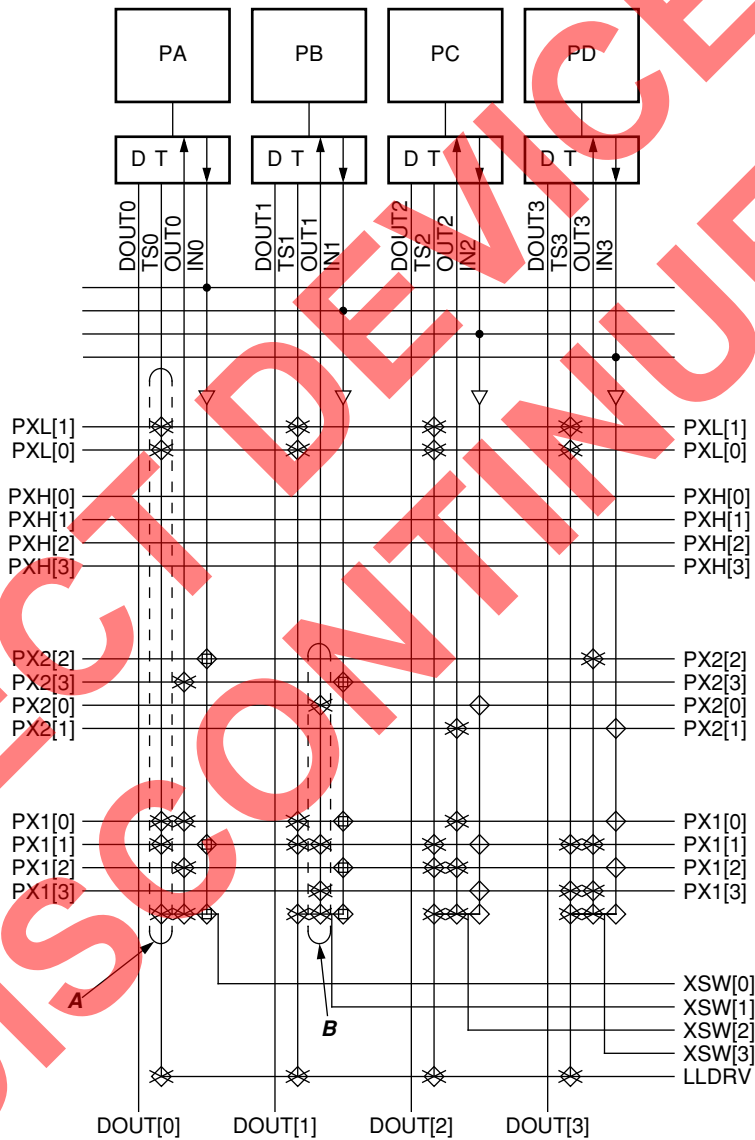 PA PB PC PD
D T D T D T D T
DOUT0 TS0 OUT0 IN0 DOUT1 TS1 OUT1 IN1 DOUT2 TS2 OUT2 IN2 DOUT3 TS3 OUT3 IN3
PXL[1] PXL[1]
PXL[0] PXL[0]
PXH[0] PXH[0]
PXH[1] PXH[1]
PXH[2] PXH[2]
PXH[3] PXH[3]
PX2[2] PX2[2]
PX2[3] PX2[3]
PX2[0] PX2[0]
PX2[1] PX2[1]
PX1[0] PX1[0]
PX1[1] PX1[1]
PX1[2] PX1[2]
PX1[3] PX1[3]
A
B
XSW[0]
XSW[1]
XSW[2]
XSW[3]
LLDRV
DOUT[0] DOUT[1] DOUT[2] DOUT[3]
ECT DEVICE
DISCONTINUE